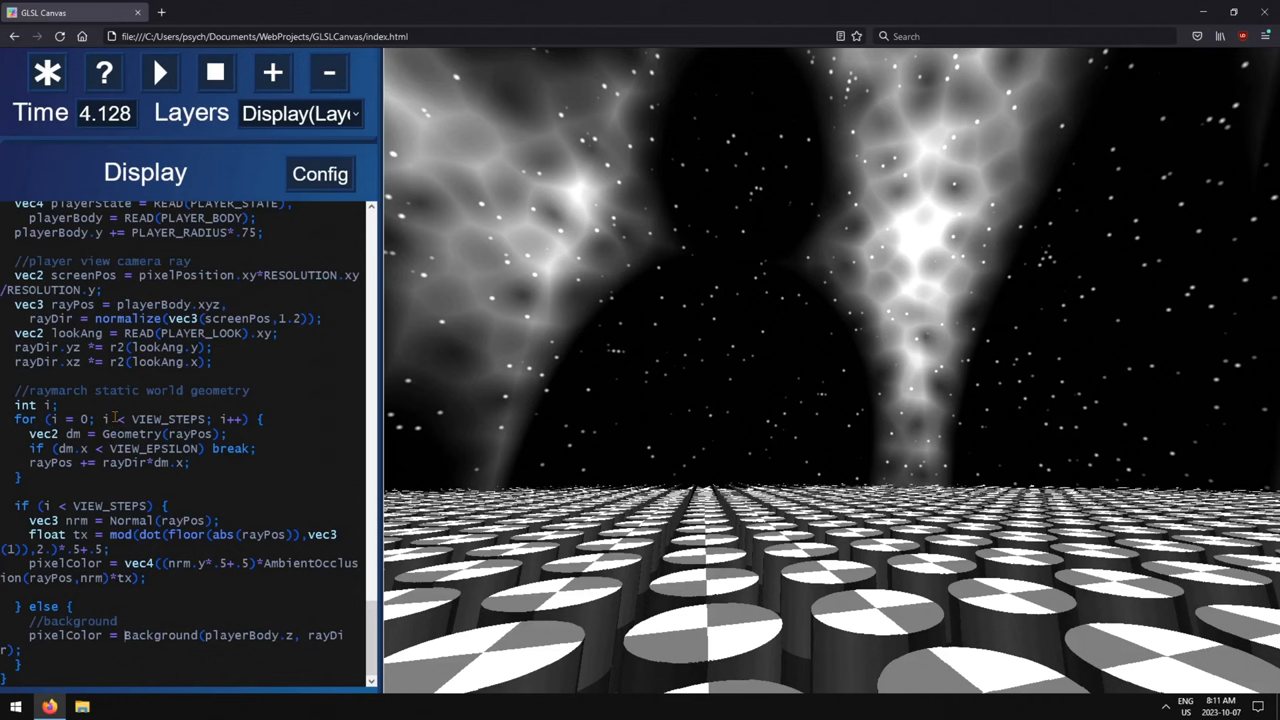 GLSL Canvas
file:///C:/Users/psych/Documents/WebProjects/GLSLCanvas/index.html
Search
* ? + -
Time 4.128 Layers Display(Lay
Display Config
vec4 playerState = READ(PLAYER_STATE),
playerBody = READ(PLAYER_BODY);
playerBody.y += PLAYER_RADIUS*.75;
//player view camera ray
vec2 screenPos = pixelPosition.xy*RESOLUTION.xy
/RESOLUTION.y;
vec3 rayPos = playerBody.xyz,
rayDir = normalize(vec3(screenPos,1.2));
vec2 lookAng = READ(PLAYER_LOOK).xy;
rayDir.yz *= r2(lookAng.y);
rayDir.xz *= r2(lookAng.x);
//raymarch static world geometry
int i;
for (i = 0; i < VIEW_STEPS; i++) {
vec2 dm = Geometry(rayPos);
if (dm.x < VIEW_EPSILON) break;
rayPos += rayDir*dm.x;
}
if (i < VIEW_STEPS) {
vec3 nrm = Normal(rayPos);
float tx = mod(dot(floor(abs(rayPos)),vec3
(1)),2.)*.5+.5;
pixelColor = vec4((nrm.y*.5+.5)*AmbientOcclus
ion(rayPos,nrm)*tx);
} else {
//background
pixelColor = Background(playerBody.z, rayDi
r);
}
}
ENG
US
8:11 AM
2023-10-07